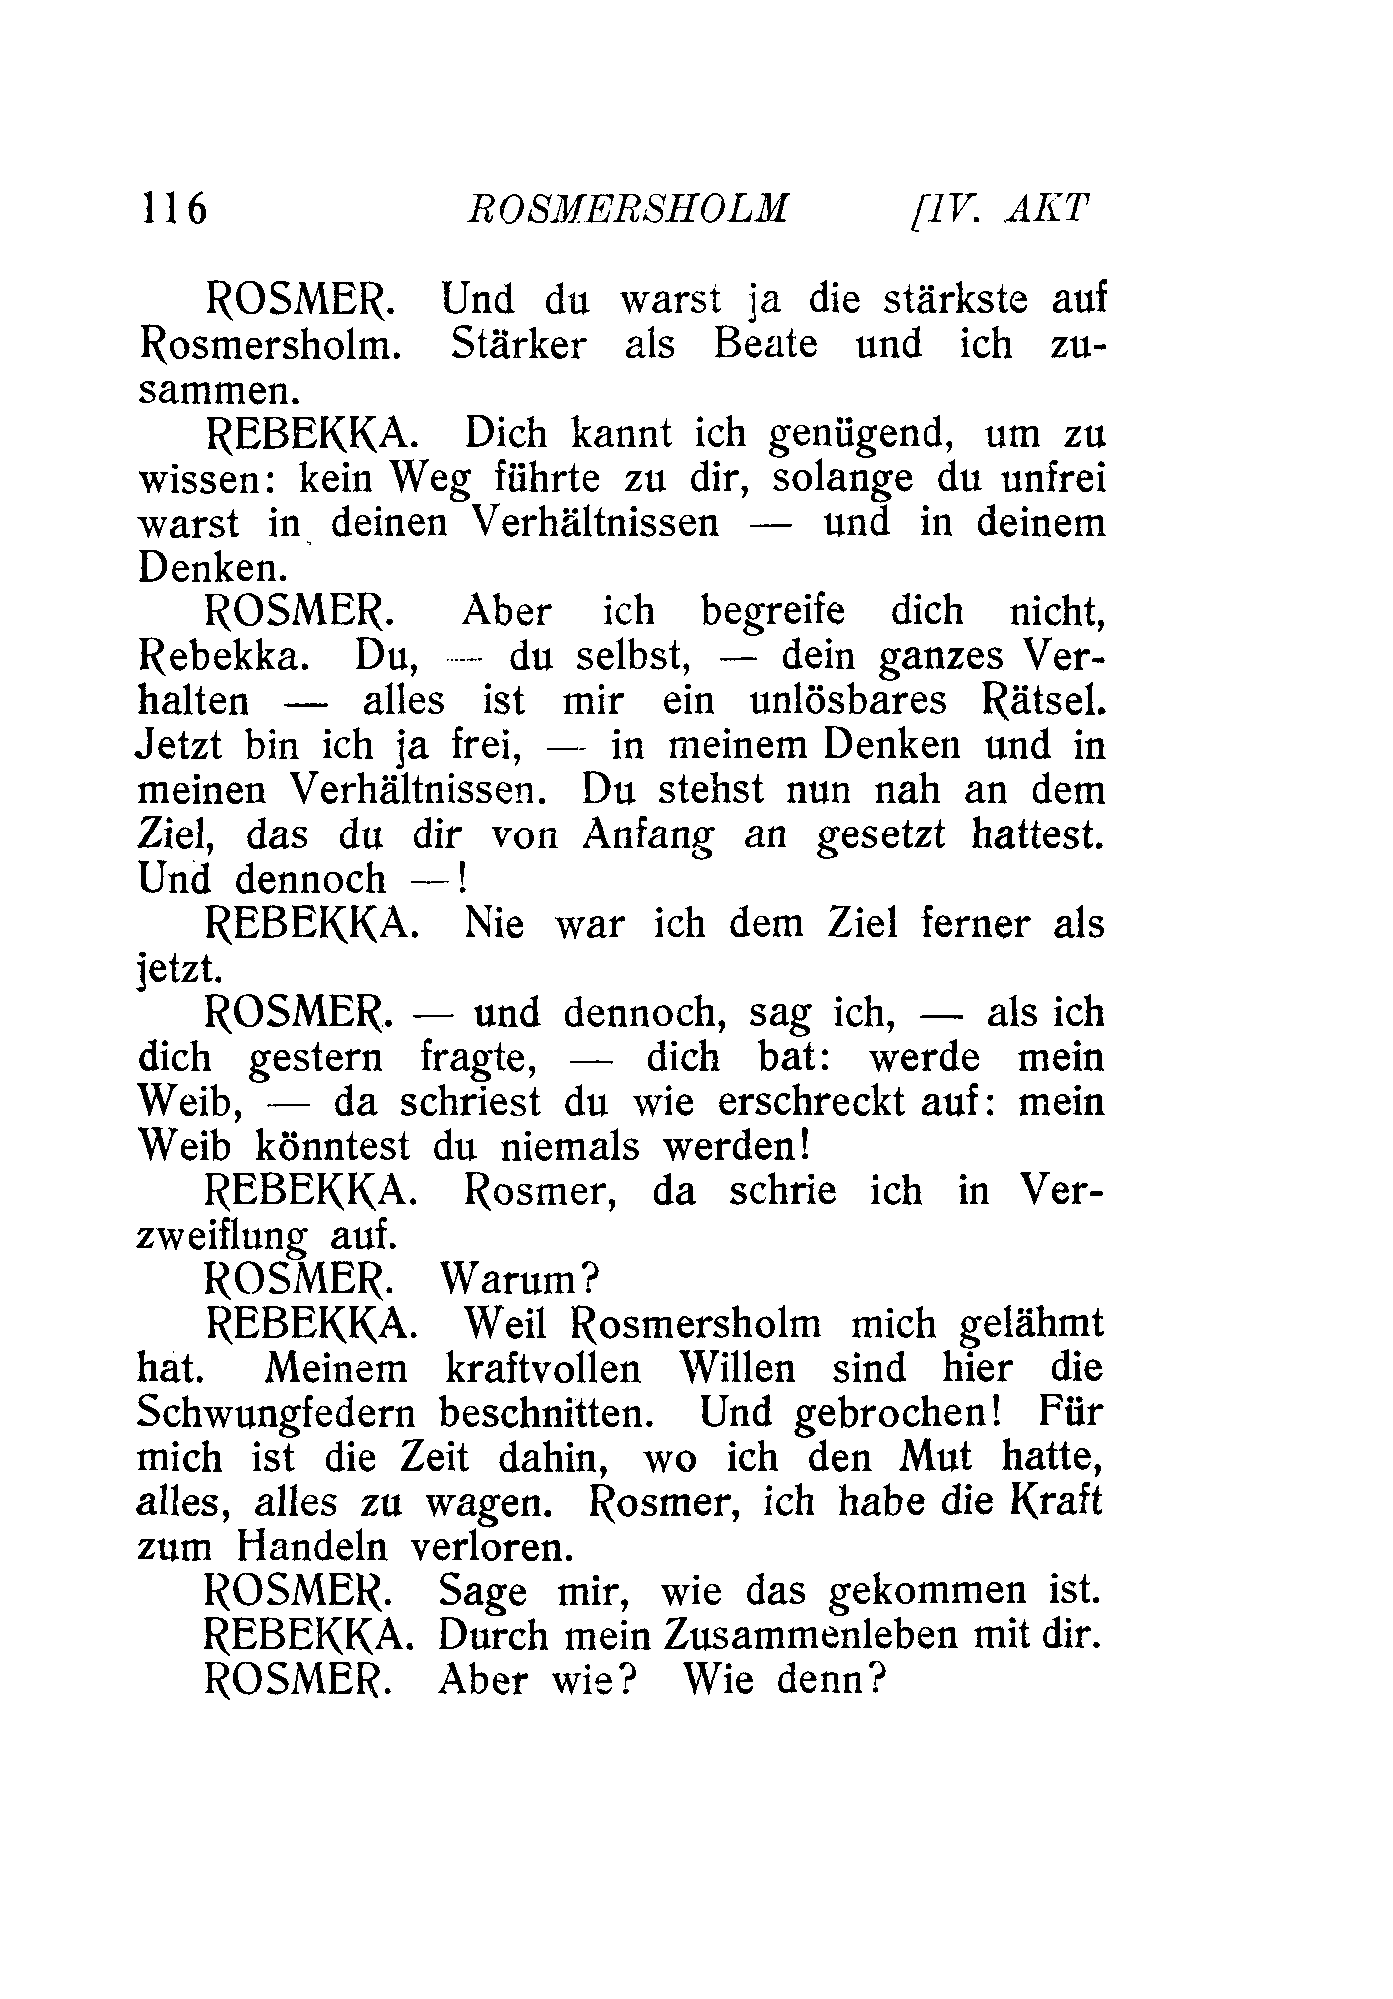 116 ROSMERSHOLM [IV. AKT
ROSMER. Und du warst ja die stärkste auf
Rosmersholm. Stärker als Beate und ich zu-
sammen.
REBEKKA. Dich kannt ich genügend, um zu
wissen: kein Weg führte zu dir, solange du unfrei
warst in deinen Verhältnissen — und in deinem
Denken.
ROSMER. Aber ich begreife dich nicht,
Rebekka. Du, — du selbst, — dein ganzes Ver-
halten — alles ist mir ein unlösbares Rätsel.
Jetzt bin ich ja frei, — in meinem Denken und in
meinen Verhältnissen. Du stehst nun nah an dem
Ziel, das du dir von Anfang an gesetzt hattest.
Und dennoch —!
REBEKKA. Nie war ich dem Ziel ferner als
jetzt.
ROSMER. — und dennoch, sag ich, — als ich
dich gestern fragte, — dich bat: werde mein
Weib, — da schriest du wie erschreckt auf: mein
Weib könntest du niemals werden!
REBEKKA. Rosmer, da schrie ich in Ver-
zweiflung auf.
ROSMER. Warum?
REBEKKA. Weil Rosmersholm mich gelähmt
hat. Meinem kraftvollen Willen sind hier die
Schwungfedern beschnitten. Und gebrochen! Für
mich ist die Zeit dahin, wo ich den Mut hatte,
alles, alles zu wagen. Rosmer, ich habe die Kraft
zum Handeln verloren.
ROSMER. Sage mir, wie das gekommen ist.
REBEKKA. Durch mein Zusammenleben mit dir.
ROSMER. Aber wie? Wie denn?